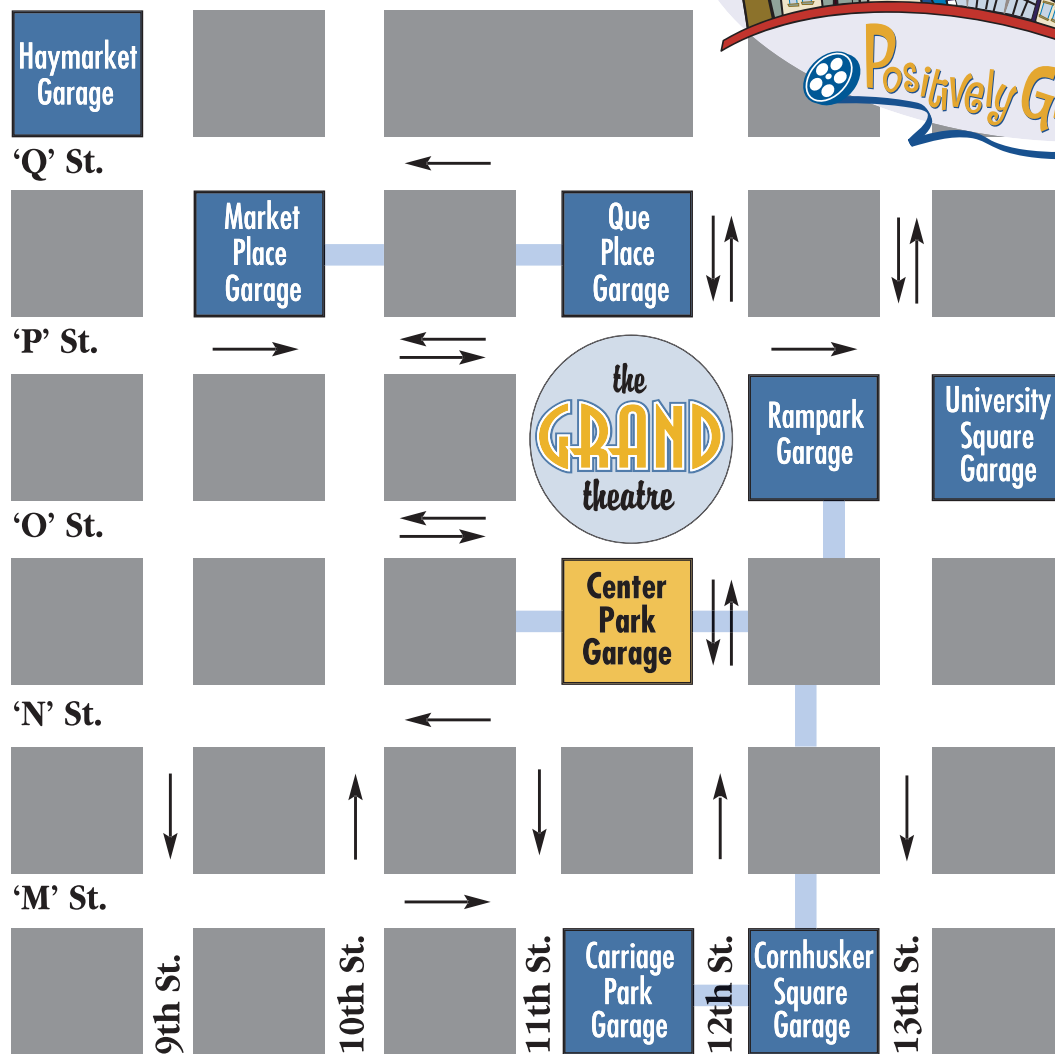 Haymarket
Garage
Positively
'Q' St.
Market
Place
Garage
Que
Place
Garage
'P' St.
the
GRAND
theatre
Rampark
Garage
University
Square
Garage
'O' St.
Center
Park
Garage
'N' St.
'M' St.
9th St.
10th St.
11th St.
Carriage
Park
Garage
12th St.
Cornhusker
Square
Garage
13th St.